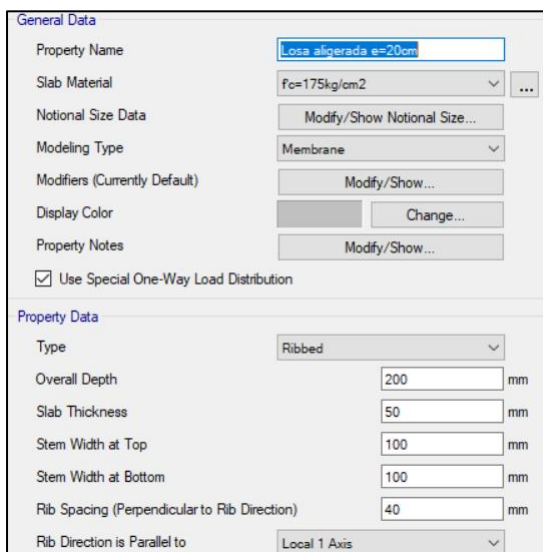 General Data
Property Name Losa aligerada e=20cm
Slab Material f'c=175kg/cm2 ...
Notional Size Data Modify/Show Notional Size...
Modeling Type Membrane
Modifiers (Currently Default) Modify/Show...
Display Color Change...
Property Notes Modify/Show...
Use Special One-Way Load Distribution
Property Data
Type Ribbed
Overall Depth 200 mm
Slab Thickness 50 mm
Stem Width at Top 100 mm
Stem Width at Bottom 100 mm
Rib Spacing (Perpendicular to Rib Direction) 40 mm
Rib Direction is Parallel to Local 1 Axis